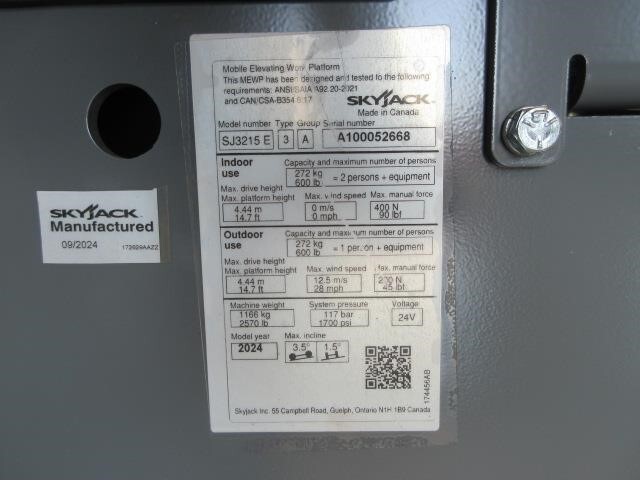 Mobile Elevating Work Platform
This MEWP has been designed and tested to the following
requirements: ANSI/SAIA A92.20-2021
and CAN/CSA-B354.6:17
SKYJACK
Made in Canada
Model number Type Group Serial number
SJ3215 E 3 A A100052668
Indoor use
Capacity and maximum number of persons
272 kg
600 lb
= 2 persons + equipment
Max. drive height
Max. platform height
Max. wind speed
Max. manual force
4.44 m
14.7 ft
0 m/s
0 mph
400 N
90 lbf
Outdoor use
Capacity and maximum number of persons
272 kg
600 lb
= 1 person + equipment
Max. drive height
Max. platform height
Max. wind speed
Max. manual force
4.44 m
14.7 ft
12.5 m/s
28 mph
200 N
45 lbf
Machine weight
System pressure
Voltage
1166 kg
2570 lb
117 bar
1700 psi
24V
Model year
Max. incline
2024
3.5°
1.5°
174456AB
Skyjack Inc. 55 Campbell Road, Guelph, Ontario N1H 1B9 Canada
SKYJACK
Manufactured
09/2024